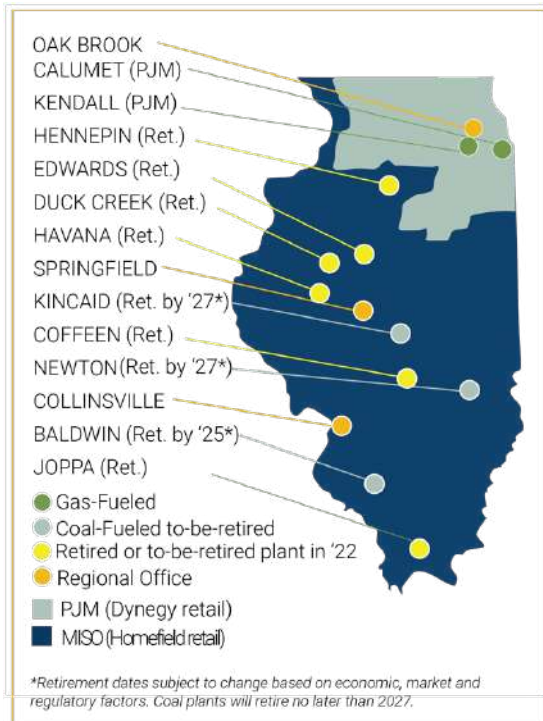 OAK BROOK
CALUMET (PJM)
KENDALL (PJM)
HENNEPIN (Ret.)
EDWARDS (Ret.)
DUCK CREEK (Ret.)
HAVANA (Ret.)
SPRINGFIELD
KINCAID (Ret. by ‘27*)
COFFEEN (Ret.)
NEWTON (Ret. by ‘27*)
COLLINSVILLE
BALDWIN (Ret. by ‘25*)
JOPPA (Ret.)
Gas-Fueled
Coal-Fueled to-be-retired
Retired or to-be-retired plant in ‘22
Regional Office
PJM (Dynegy retail)
MISO (Homefield retail)
*Retirement dates subject to change based on economic, market and
regulatory factors. Coal plants will retire no later than 2027.